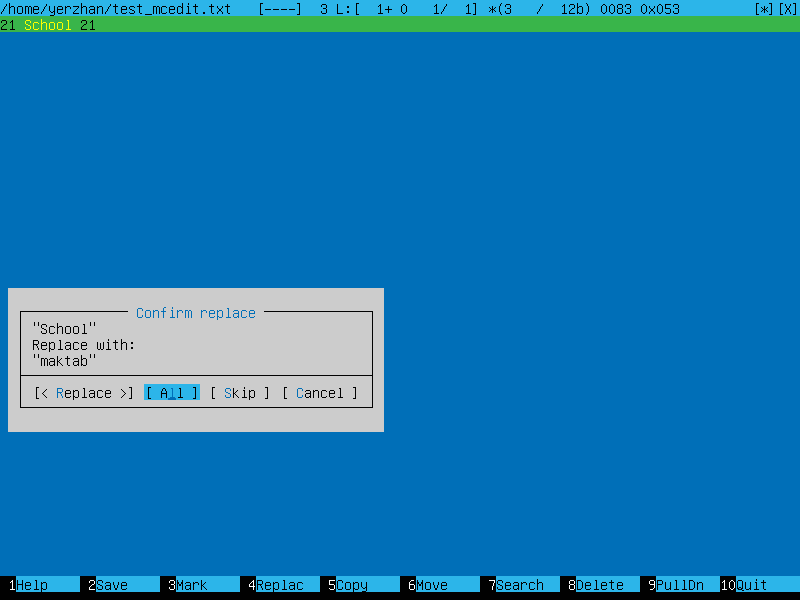 /home/yerzhan/test_mcedit.txt   [----]  3 L:[  1+ 0   1/  1] *(3   /  12b) 0083 0x053         [*][X]
21 School 21
Confirm replace
"School"
Replace with:
"maktab"
[< Replace >] [ All ] [ Skip ] [ Cancel ]
1Help 2Save 3Mark 4Replac 5Copy 6Move 7Search 8Delete 9PullDn 10Quit